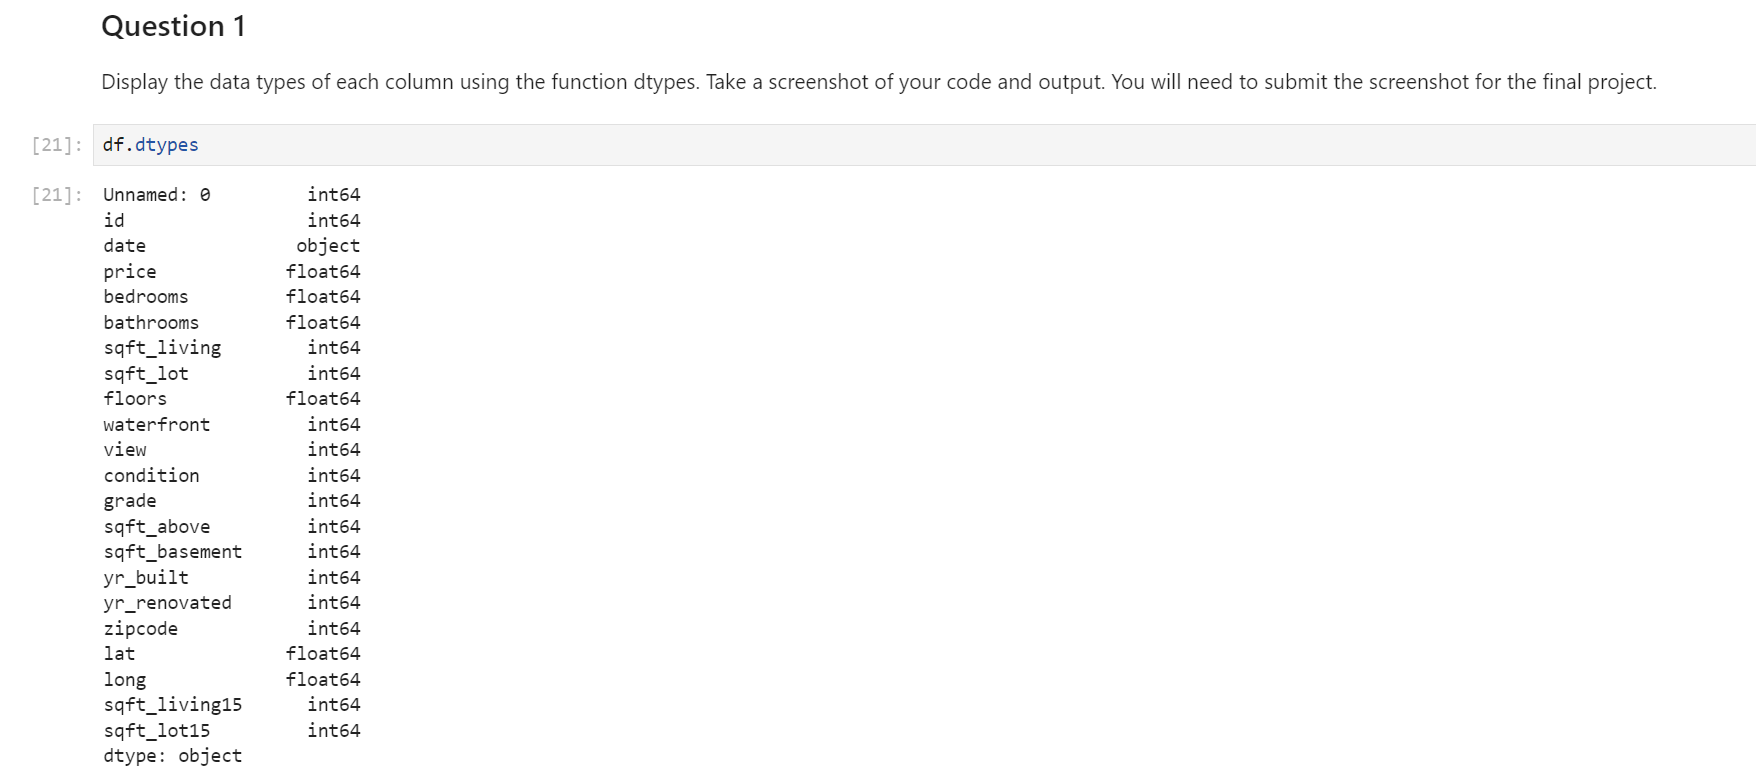 Question 1
Display the data types of each column using the function dtypes. Take a screenshot of your code and output. You will need to submit the screenshot for the final project.
[21]: df.dtypes
[21]: Unnamed: 0 int64
id int64
date object
price float64
bedrooms float64
bathrooms float64
sqft_living int64
sqft_lot int64
floors float64
waterfront int64
view int64
condition int64
grade int64
sqft_above int64
sqft_basement int64
yr_built int64
yr_renovated int64
zipcode int64
lat float64
long float64
sqft_living15 int64
sqft_lot15 int64
dtype: object